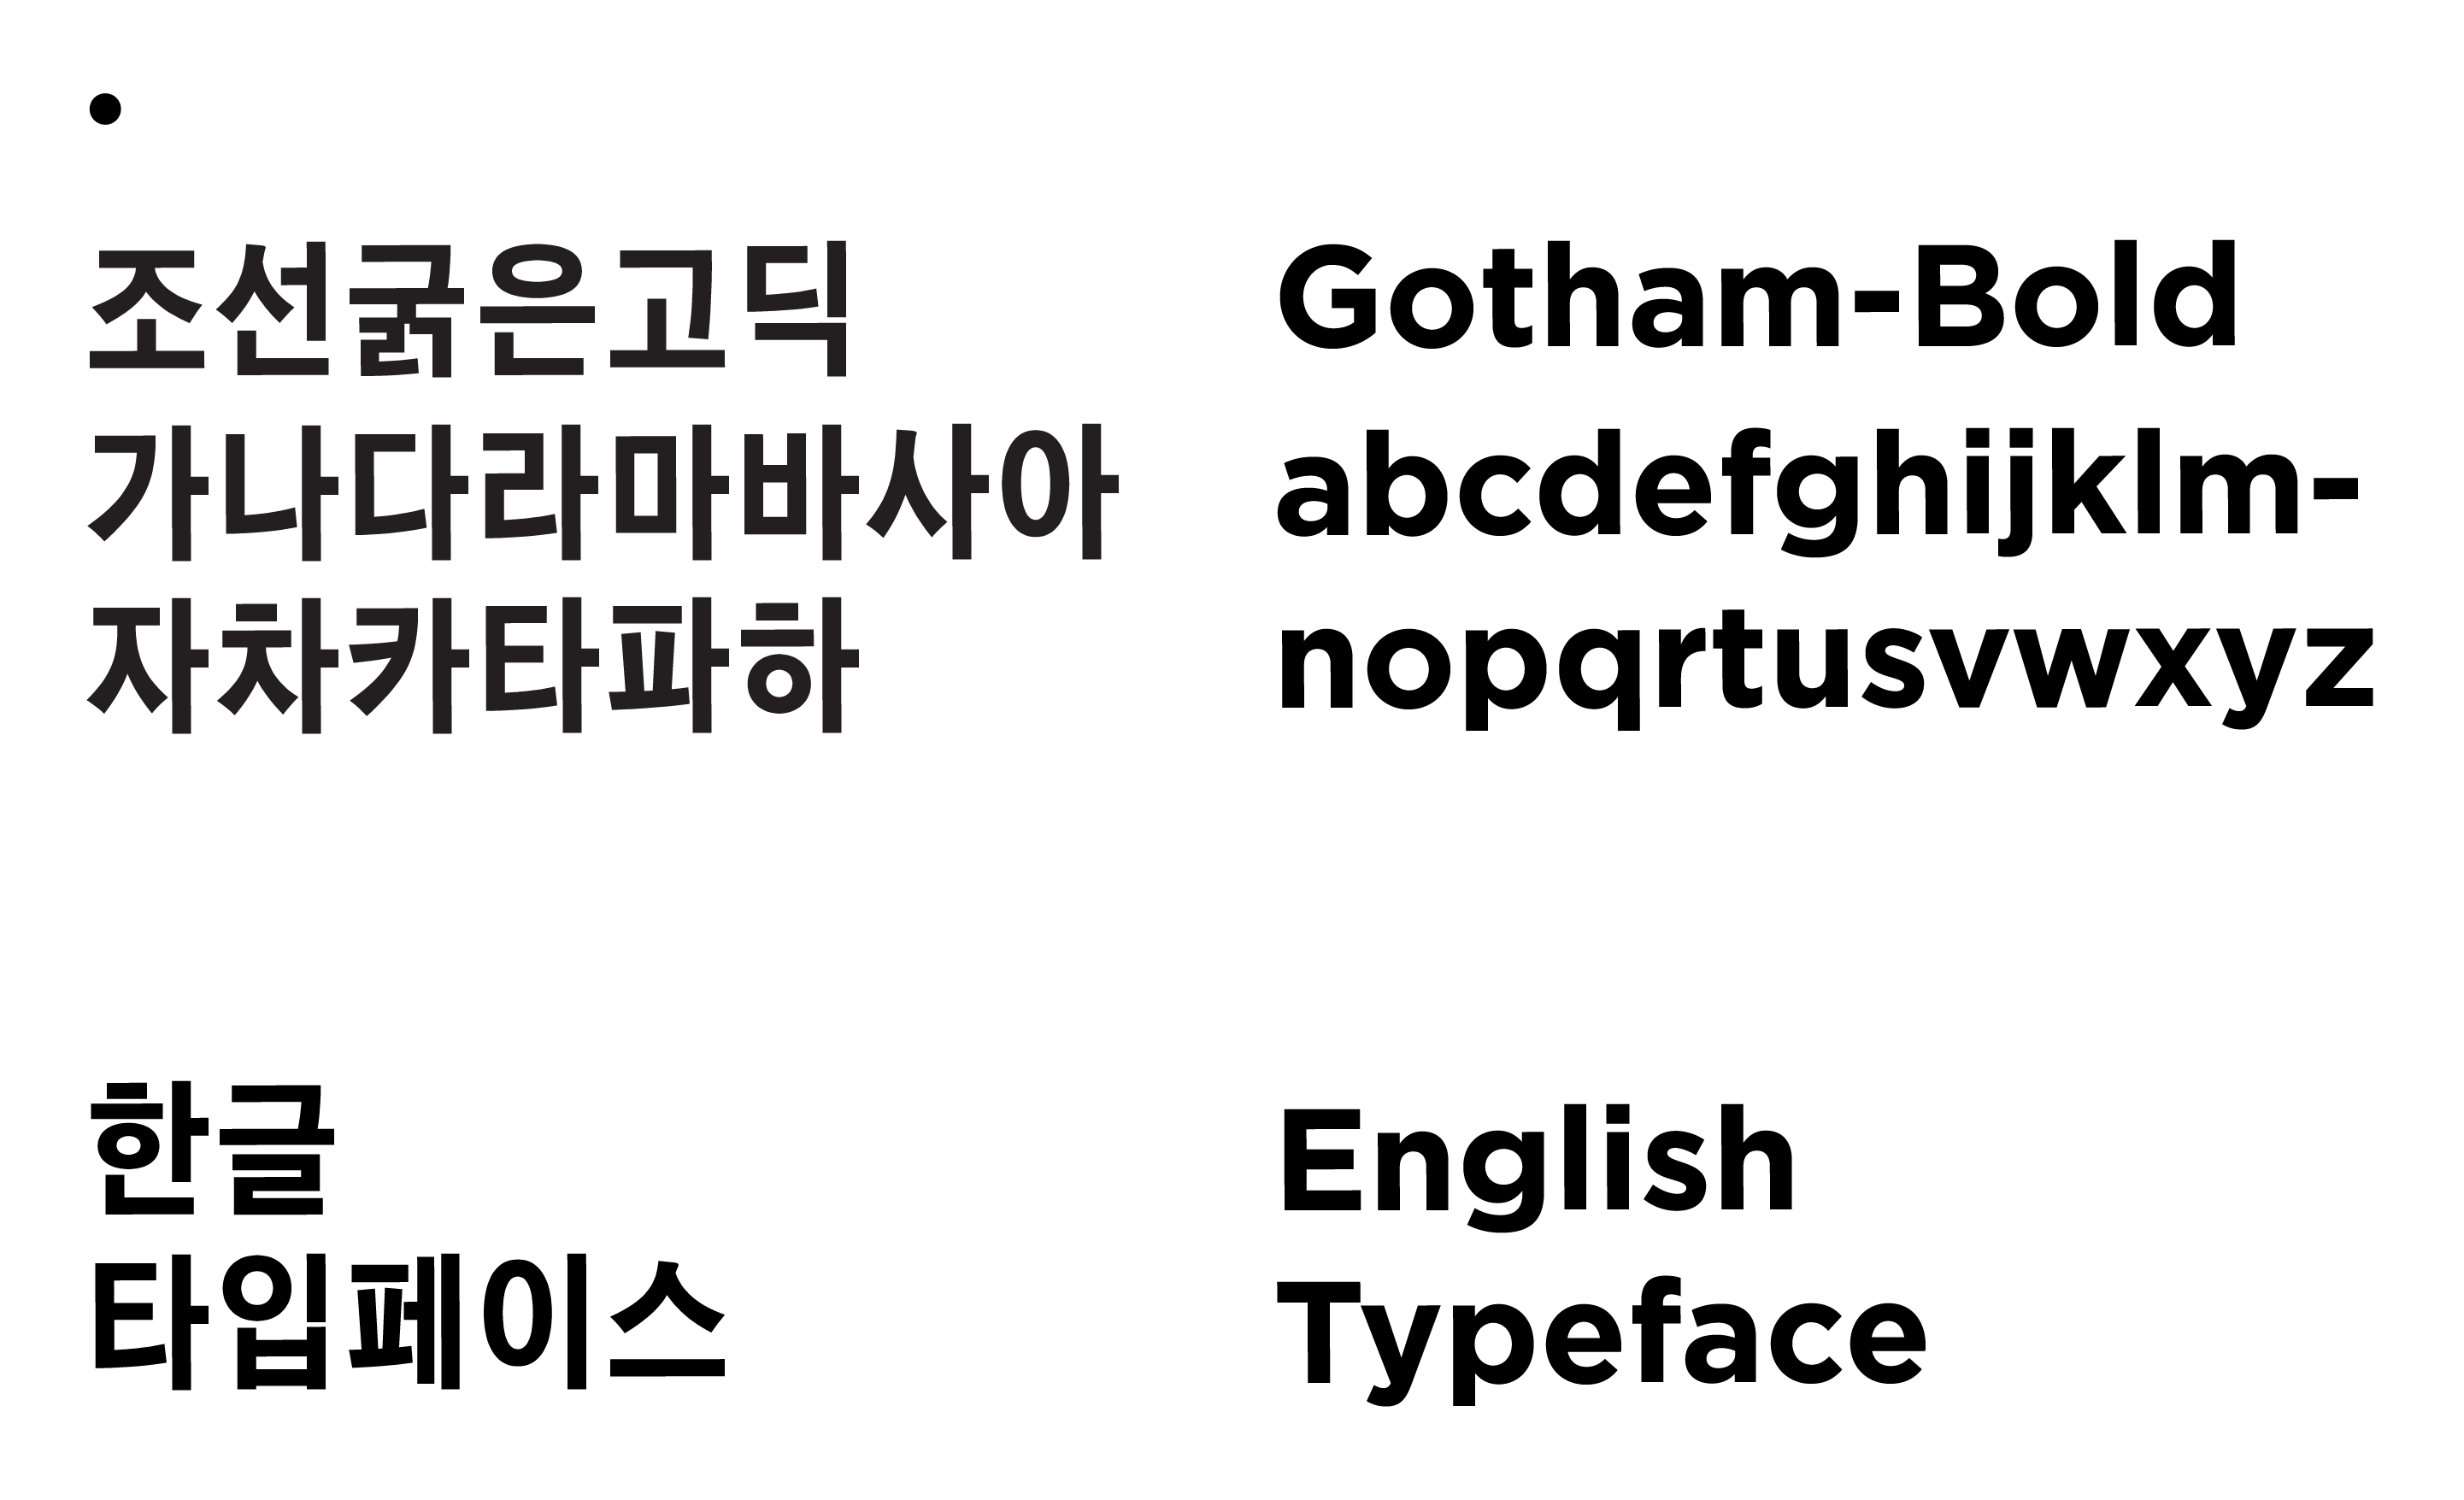 조선굵은고딕
가나다라마바사아
자차카타파하
Gotham-Bold
abcdefghijklm-
nopqrtusvwxyz
한글
타입페이스
English
Typeface